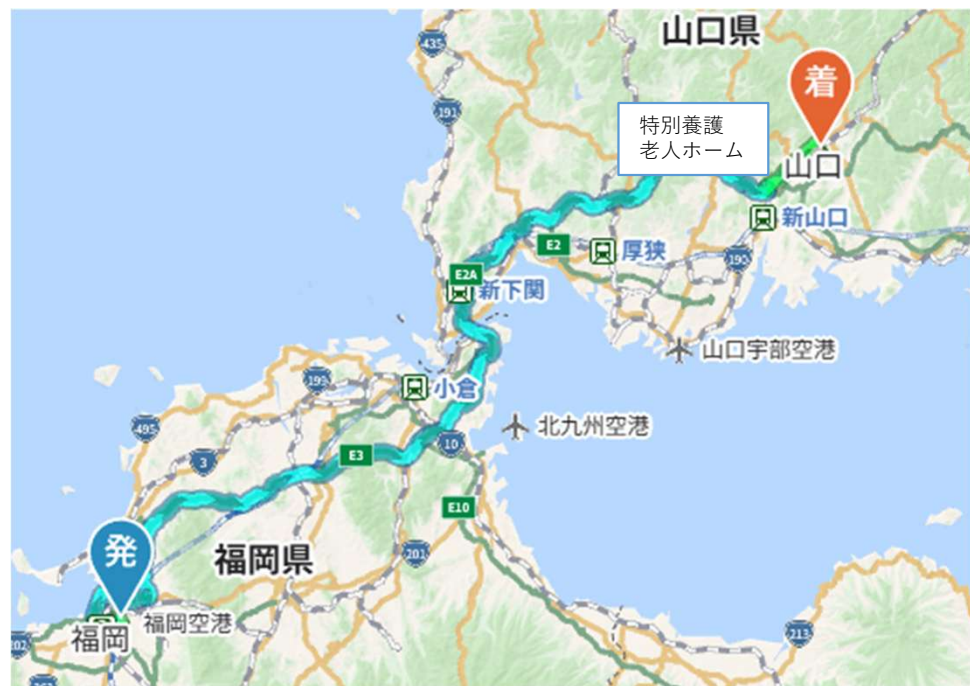 435
山口県
191
着
特別養護
老人ホーム
山口
新山口
E2
厚狭
190
E2A
新下関
山口宇部空港
199
小倉
495
北九州空港
10
3
E3
E10
発
福岡県
201
福岡空港
福岡
213
202